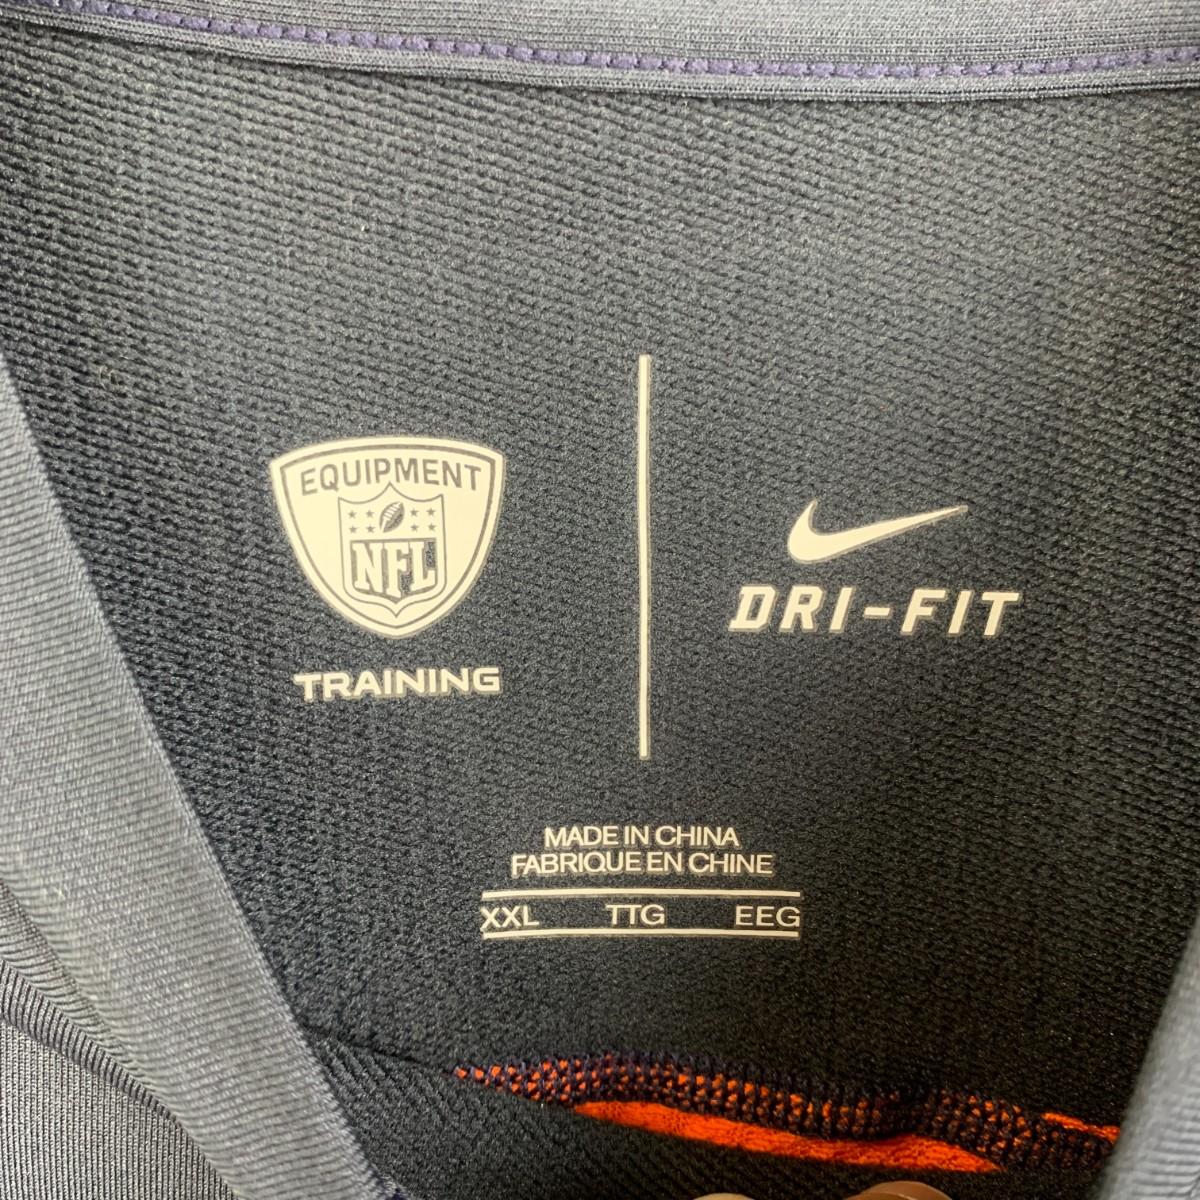 EQUIPMENT
NFL
TRAINING
DRI-FIT
MADE IN CHINA
FABRIQUE EN CHINE
XXL TTG EEG